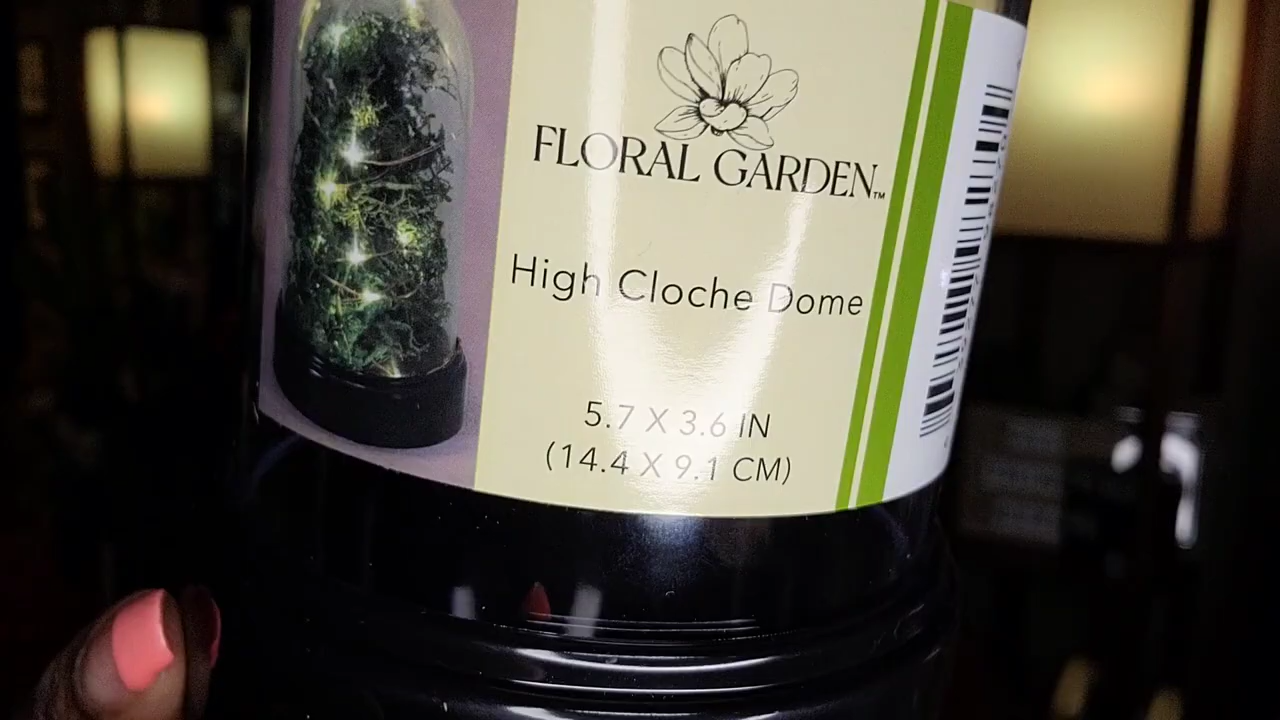 FLORAL GARDEN™
High Cloche Dome
5.7 X 3.6 IN
(14.4 X 9.1 CM)